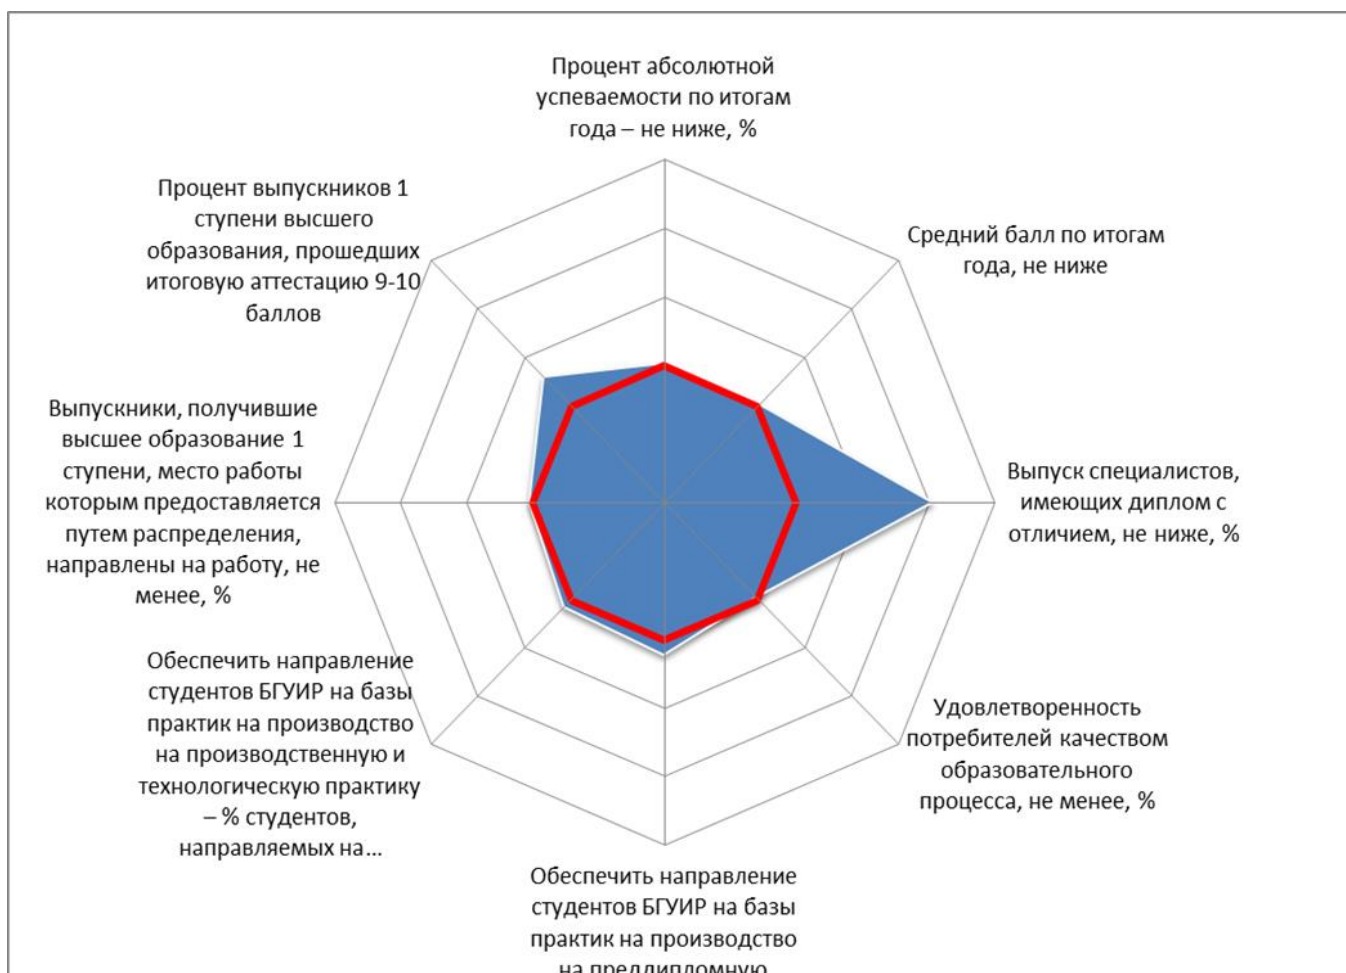 Процент абсолютной
успеваемости по итогам
года – не ниже, %
Средний балл по итогам
года, не ниже
Выпуск специалистов,
имеющих диплом с
отличием, не ниже, %
Удовлетворенность
потребителей качеством
образовательного
процесса, не менее, %
Обеспечить направление
студентов БГУИР на базы
практик на производство
на преддипломную
Обеспечить направление
студентов БГУИР на базы
практик на производство
на производственную и
технологическую практику
– % студентов,
направляемых на...
Выпускники, получившие
высшее образование 1
ступени, место работы
которым предоставляется
путем распределения,
направлены на работу, не
менее, %
Процент выпускников 1
ступени высшего
образования, прошедших
итоговую аттестацию 9-10
баллов